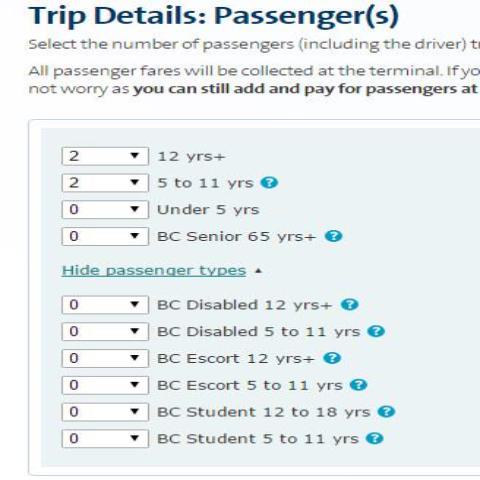 Trip Details: Passenger(s)
Select the number of passengers (including the driver) tr
All passenger fares will be collected at the terminal. If yo
not worry as you can still add and pay for passengers at
2 12 yrs+
2 5 to 11 yrs ?
0 Under 5 yrs
0 BC Senior 65 yrs+ ?
Hide passenger types
0 BC Disabled 12 yrs+ ?
0 BC Disabled 5 to 11 yrs ?
0 BC Escort 12 yrs+ ?
0 BC Escort 5 to 11 yrs ?
0 BC Student 12 to 18 yrs ?
0 BC Student 5 to 11 yrs ?